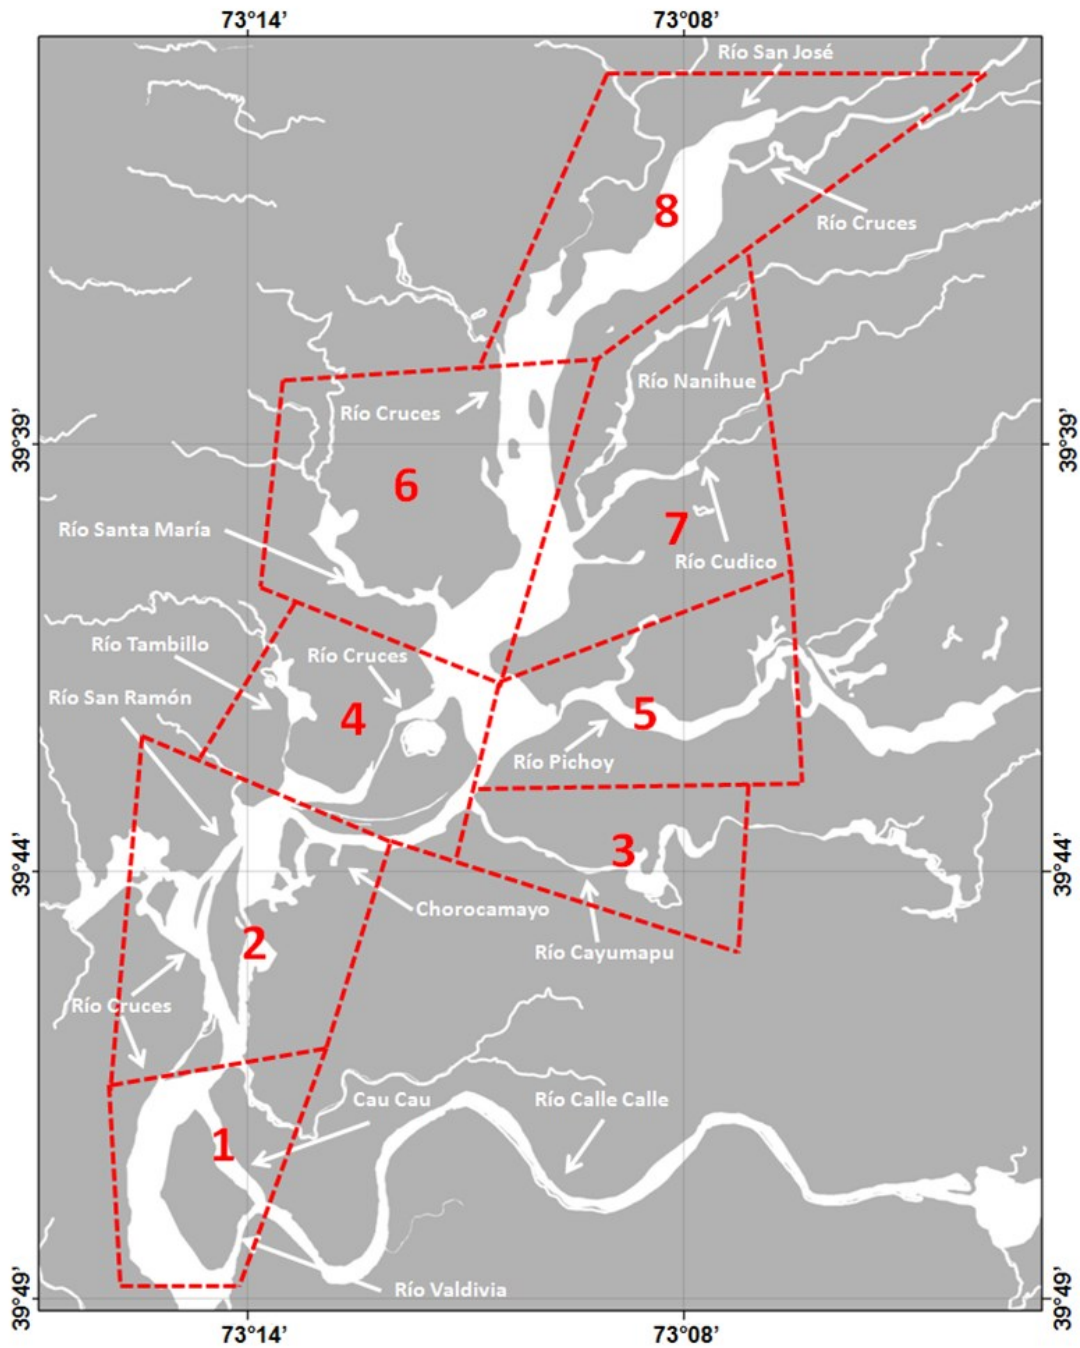 73°14’
73°08’
Río San José
8
Río Cruces
Río Nanihue
Río Cruces
39°39’
39°39’
6
7
Río Santa María
Río Cudico
Río Tambillo
Río Cruces
Río San Ramón
4
5
Río Pichoy
3
39°44’
39°44’
Chorocamayo
2
Río Cayumapu
Río Cruces
Cau Cau
Río Calle Calle
1
Río Valdivia
39°49’
39°49’
73°14’
73°08’